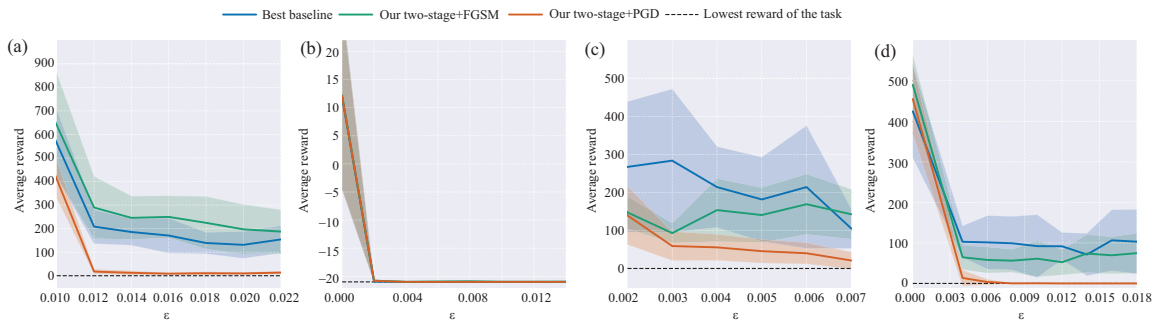 Best baseline Our two-stage+FGSM Our two-stage+PGD Lowest reward of the task
(a)
900
800
700
600
500
400
300
200
100
0
Average reward
0.010 0.012 0.014 0.016 0.018 0.020 0.022
ε
(b)
20
15
10
5
0
−5
−10
−15
−20
Average reward
0.000 0.004 0.008 0.012
ε
(c)
500
400
300
200
100
0
Average reward
0.002 0.003 0.004 0.005 0.006 0.007
ε
(d)
500
400
300
200
100
0
Average reward
0.000 0.003 0.006 0.009 0.012 0.015 0.018
ε